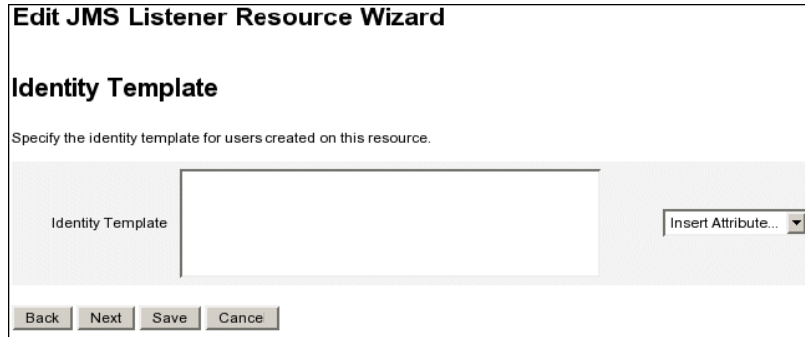 Edit JMS Listener Resource Wizard
Identity Template
Specify the identity template for users created on this resource.
Identity Template
Insert Attribute...
Back Next Save Cancel